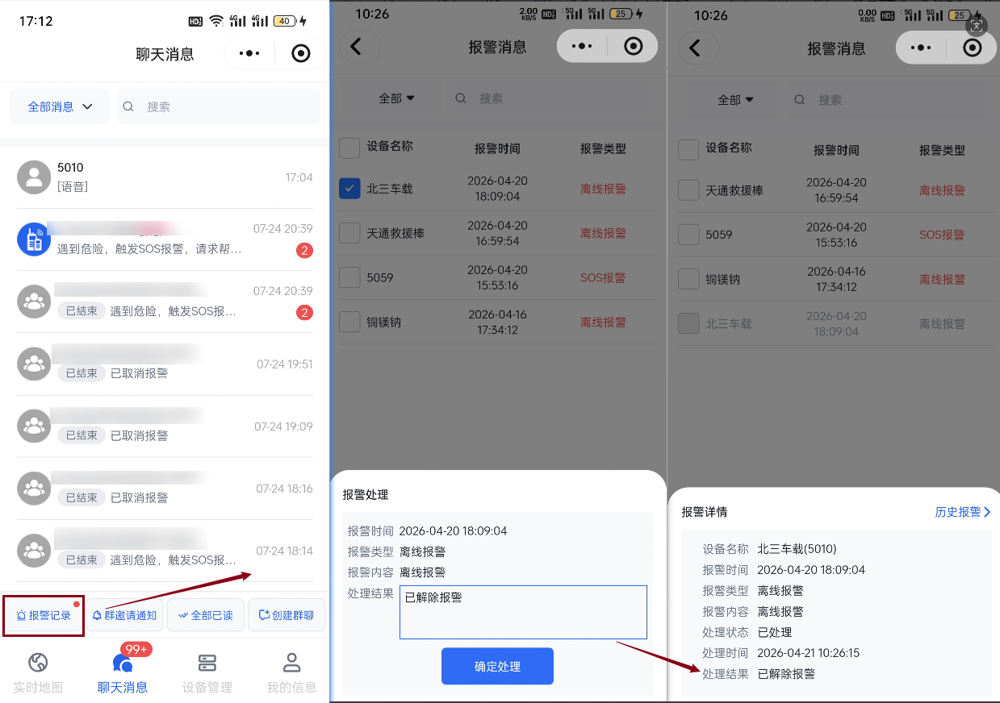 17:12
HD 4G 4G 40
聊天消息
全部消息
搜索
5010
17:04
[语音]
07-24 20:39
遇到危险，触发SOS报警，请求帮…
2
07-24 20:39
已结束 遇到危险，触发SOS报…
2
07-24 19:51
已结束 已取消报警
07-24 19:09
已结束 已取消报警
07-24 18:16
已结束 已取消报警
07-24 18:14
已结束 遇到危险，触发SOS报…
报警记录
群邀请通知
全部已读
创建群聊
99+
实时地图
聊天消息
设备管理
我的信息
10:26
2.00 KB/S HD 5G 5G 25
报警消息
全部
搜索
设备名称 报警时间 报警类型
北三车载 2026-04-20 18:09:04 离线报警
天通救援棒 2026-04-20 16:59:54 离线报警
5059 2026-04-20 15:53:16 SOS报警
铜镁钠 2026-04-16 17:34:12 离线报警
报警处理
报警时间 2026-04-20 18:09:04
报警类型 离线报警
报警内容 离线报警
处理结果 已解除报警
确定处理
10:26
0.00 KB/S HD 5G 5G 25
文
报警消息
全部
搜索
设备名称 报警时间 报警类型
天通救援棒 2026-04-20 16:59:54 离线报警
5059 2026-04-20 15:53:16 SOS报警
铜镁钠 2026-04-16 17:34:12 离线报警
北三车载 2026-04-20 18:09:04 离线报警
报警详情
历史报警
设备名称 北三车载(5010)
报警时间 2026-04-20 18:09:04
报警类型 离线报警
报警内容 离线报警
处理状态 已处理
处理时间 2026-04-21 10:26:15
处理结果 已解除报警